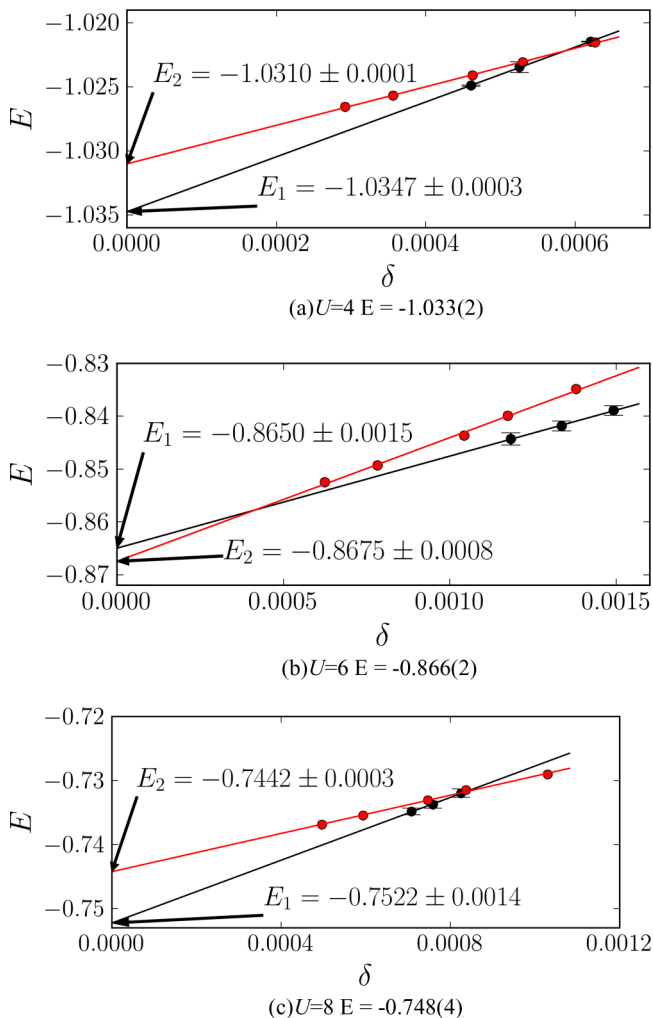 −1.020
−1.025
−1.030
−1.035
E
E₂ = −1.0310 ± 0.0001
E₁ = −1.0347 ± 0.0003
0.0000 0.0002 0.0004 0.0006
δ
(a)U=4 E = -1.033(2)
−0.83
−0.84
−0.85
−0.86
−0.87
E
E₁ = −0.8650 ± 0.0015
E₂ = −0.8675 ± 0.0008
0.0000 0.0005 0.0010 0.0015
δ
(b)U=6 E = -0.866(2)
−0.72
−0.73
−0.74
−0.75
E
E₂ = −0.7442 ± 0.0003
E₁ = −0.7522 ± 0.0014
0.0000 0.0004 0.0008 0.0012
δ
(c)U=8 E = -0.748(4)